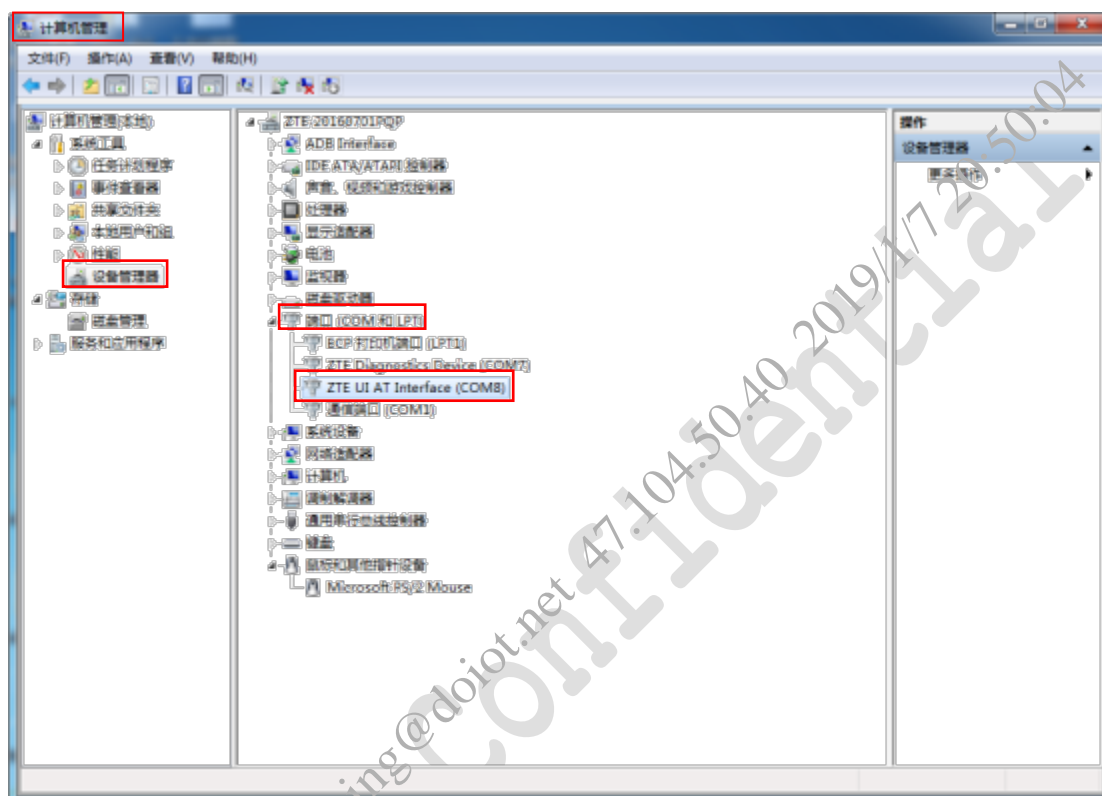 计算机管理
文件(F) 操作(A) 查看(V) 帮助(H)
计算机管理(本地)
系统工具
任务计划程序
事件查看器
共享文件夹
本地用户和组
性能
设备管理器
存储
磁盘管理
服务和应用程序
ZTE-20160701PQP
ADB Interface
IDE ATA/ATAPI 控制器
声音、视频和游戏控制器
处理器
显示适配器
电池
监视器
磁盘驱动器
端口 (COM 和 LPT)
ECP 打印机端口 (LPT1)
ZTE Diagnostics Device (COM7)
ZTE UI AT Interface (COM8)
通信端口 (COM1)
系统设备
网络适配器
计算机
调制解调器
通用串行总线控制器
键盘
鼠标和其他指针设备
Microsoft PS/2 Mouse
操作
设备管理器
更多操作
ing@doiot.net 47.104.50.40 2019/1/7 20:50:04
Confidential